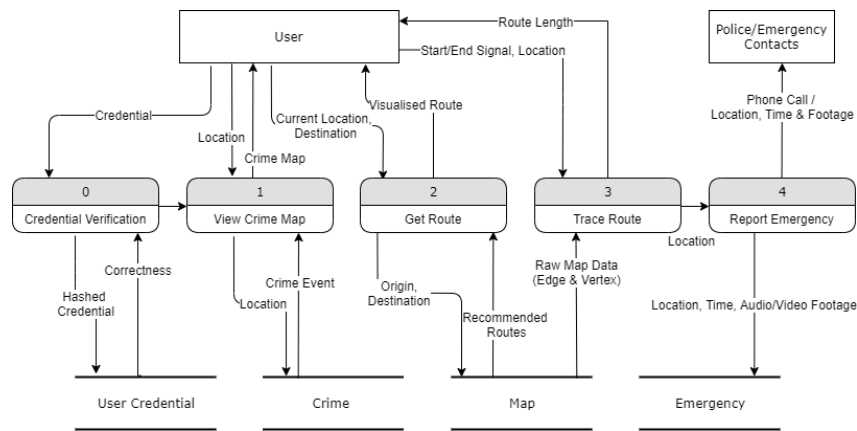 User
Route Length
Police/Emergency
Contacts
Start/End Signal, Location
Credential
Location
Crime Map
Current Location,
Destination
Visualised Route
Phone Call /
Location, Time & Footage
0
Credential Verification
1
View Crime Map
2
Get Route
3
Trace Route
4
Report Emergency
Location
Hashed
Credential
Correctness
Location
Crime Event
Origin,
Destination
Recommended
Routes
Raw Map Data
(Edge & Vertex)
Location, Time, Audio/Video Footage
User Credential
Crime
Map
Emergency